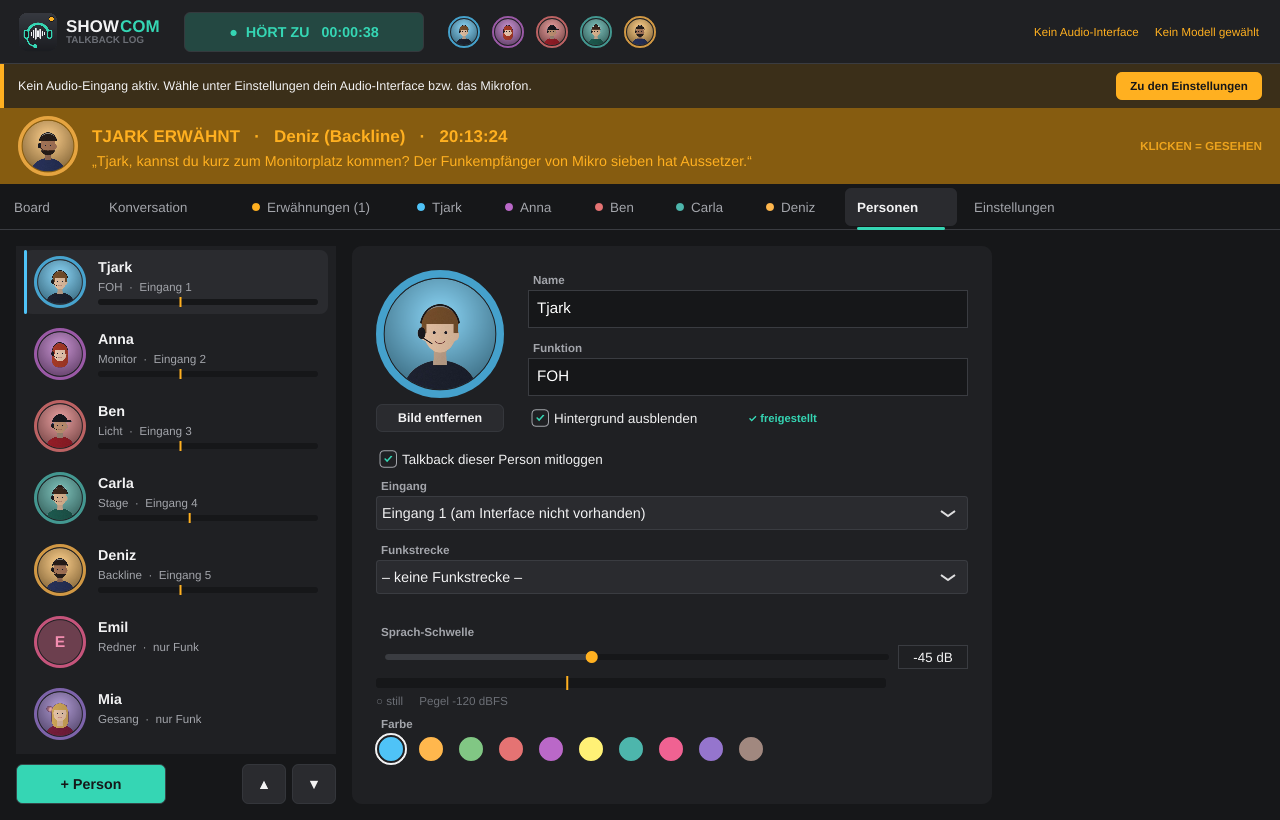 SHOWCOM
TALKBACK LOG
● HÖRT ZU 00:00:38
Kein Audio-Interface Kein Modell gewählt
Kein Audio-Eingang aktiv. Wähle unter Einstellungen dein Audio-Interface bzw. das Mikrofon.
Zu den Einstellungen
TJARK ERWÄHNT · Deniz (Backline) · 20:13:24
„Tjark, kannst du kurz zum Monitorplatz kommen? Der Funkempfänger von Mikro sieben hat Aussetzer.“
KLICKEN = GESEHEN
Board Konversation Erwähnungen (1) Tjark Anna Ben Carla Deniz Personen Einstellungen
Tjark
FOH · Eingang 1
Anna
Monitor · Eingang 2
Ben
Licht · Eingang 3
Carla
Stage · Eingang 4
Deniz
Backline · Eingang 5
E
Emil
Redner · nur Funk
Mia
Gesang · nur Funk
+ Person
▲ ▼
Name
Tjark
Funktion
FOH
Bild entfernen
Hintergrund ausblenden
✓ freigestellt
Talkback dieser Person mitloggen
Eingang
Eingang 1 (am Interface nicht vorhanden)
Funkstrecke
– keine Funkstrecke –
Sprach-Schwelle
-45 dB
○ still Pegel -120 dBFS
Farbe